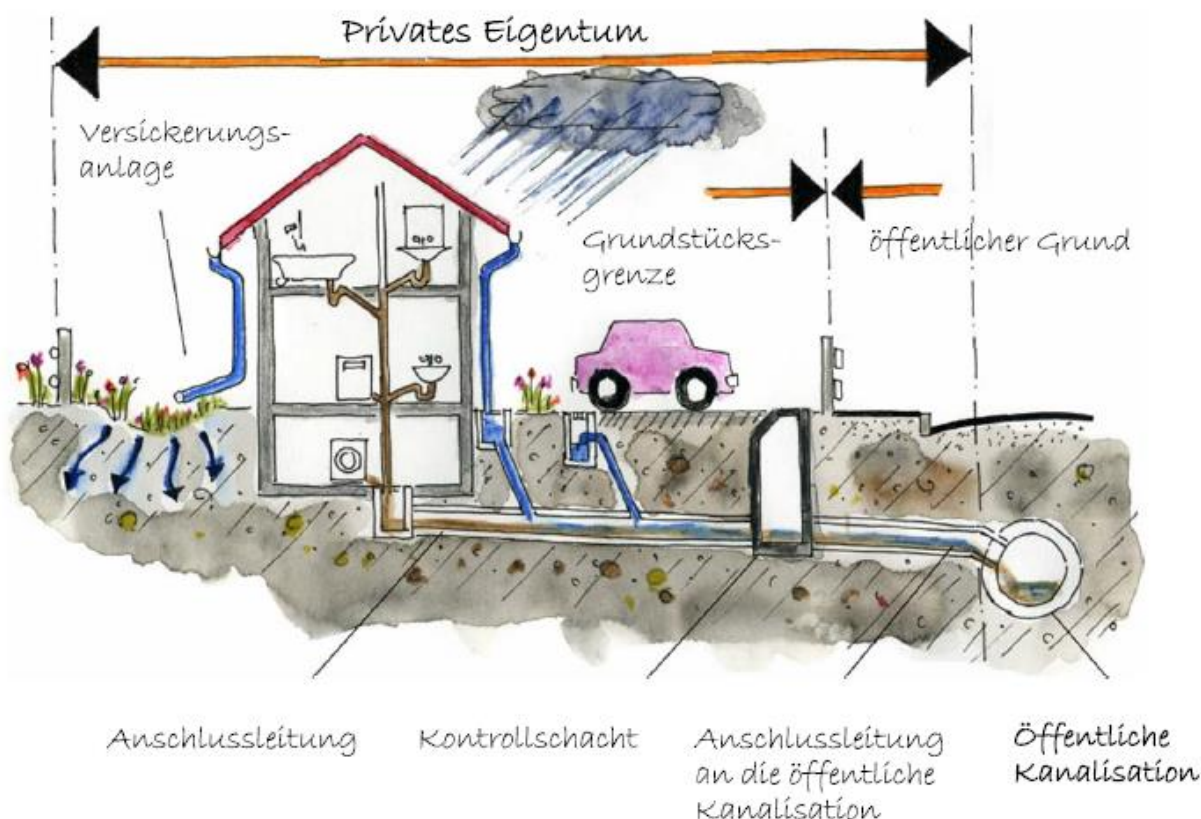 Privates Eigentum
Versickerungs-
anlage
Grundstücks-
grenze
öffentlicher Grund
Anschlussleitung
Kontrollschacht
Anschlussleitung
an die öffentliche
Kanalisation
Öffentliche
Kanalisation